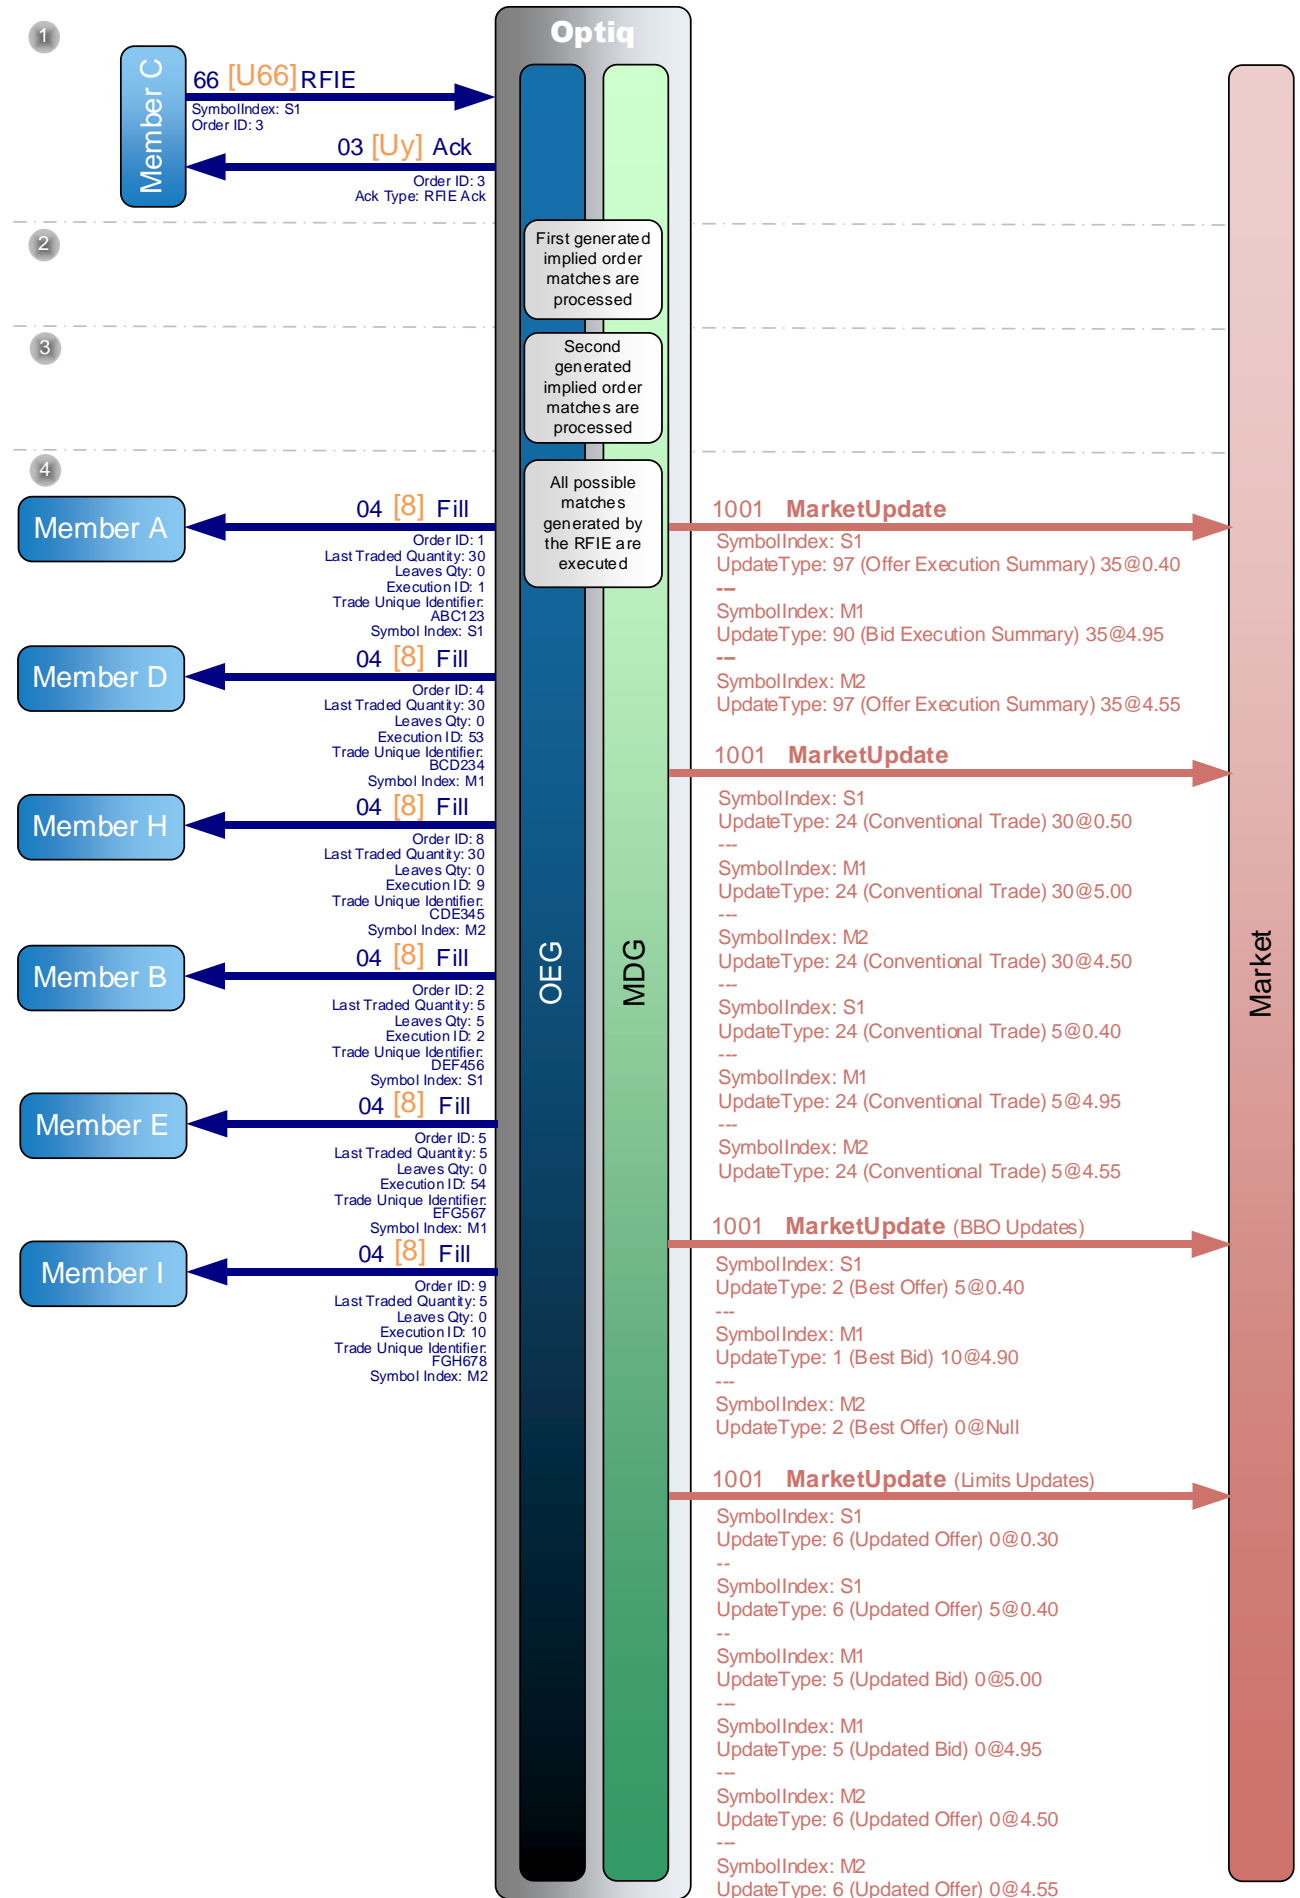 Optiq
1
Member C
66 [U66] RFIE
SymbolIndex: S1
Order ID: 3
03 [Uy] Ack
Order ID: 3
Ack Type: RFIE Ack
2
First generated
implied order
matches are
processed
3
Second
generated
implied order
matches are
processed
4
All possible
matches
generated by
the RFIE are
executed
OEG
MDG
Market
Member A
04 [8] Fill
Order ID: 1
Last Traded Quantity: 30
Leaves Qty: 0
Execution ID: 1
Trade Unique Identifier:
ABC123
Symbol Index: S1
Member D
04 [8] Fill
Order ID: 4
Last Traded Quantity: 30
Leaves Qty: 0
Execution ID: 53
Trade Unique Identifier:
BCD234
Symbol Index: M1
Member H
04 [8] Fill
Order ID: 8
Last Traded Quantity: 30
Leaves Qty: 0
Execution ID: 9
Trade Unique Identifier:
CDE345
Symbol Index: M2
Member B
04 [8] Fill
Order ID: 2
Last Traded Quantity: 5
Leaves Qty: 5
Execution ID: 2
Trade Unique Identifier:
DEF456
Symbol Index: S1
Member E
04 [8] Fill
Order ID: 5
Last Traded Quantity: 5
Leaves Qty: 0
Execution ID: 54
Trade Unique Identifier:
EFG567
Symbol Index: M1
Member I
04 [8] Fill
Order ID: 9
Last Traded Quantity: 5
Leaves Qty: 0
Execution ID: 10
Trade Unique Identifier:
FGH678
Symbol Index: M2
1001 MarketUpdate
SymbolIndex: S1
UpdateType: 97 (Offer Execution Summary) 35@0.40
---
SymbolIndex: M1
UpdateType: 90 (Bid Execution Summary) 35@4.95
---
SymbolIndex: M2
UpdateType: 97 (Offer Execution Summary) 35@4.55
1001 MarketUpdate
SymbolIndex: S1
UpdateType: 24 (Conventional Trade) 30@0.50
---
SymbolIndex: M1
UpdateType: 24 (Conventional Trade) 30@5.00
---
SymbolIndex: M2
UpdateType: 24 (Conventional Trade) 30@4.50
---
SymbolIndex: S1
UpdateType: 24 (Conventional Trade) 5@0.40
---
SymbolIndex: M1
UpdateType: 24 (Conventional Trade) 5@4.95
---
SymbolIndex: M2
UpdateType: 24 (Conventional Trade) 5@4.55
1001 MarketUpdate (BBO Updates)
SymbolIndex: S1
UpdateType: 2 (Best Offer) 5@0.40
---
SymbolIndex: M1
UpdateType: 1 (Best Bid) 10@4.90
---
SymbolIndex: M2
UpdateType: 2 (Best Offer) 0@Null
1001 MarketUpdate (Limits Updates)
SymbolIndex: S1
UpdateType: 6 (Updated Offer) 0@0.30
--
SymbolIndex: S1
UpdateType: 6 (Updated Offer) 5@0.40
--
SymbolIndex: M1
UpdateType: 5 (Updated Bid) 0@5.00
---
SymbolIndex: M1
UpdateType: 5 (Updated Bid) 0@4.95
---
SymbolIndex: M2
UpdateType: 6 (Updated Offer) 0@4.50
---
SymbolIndex: M2
UpdateType: 6 (Updated Offer) 0@4.55